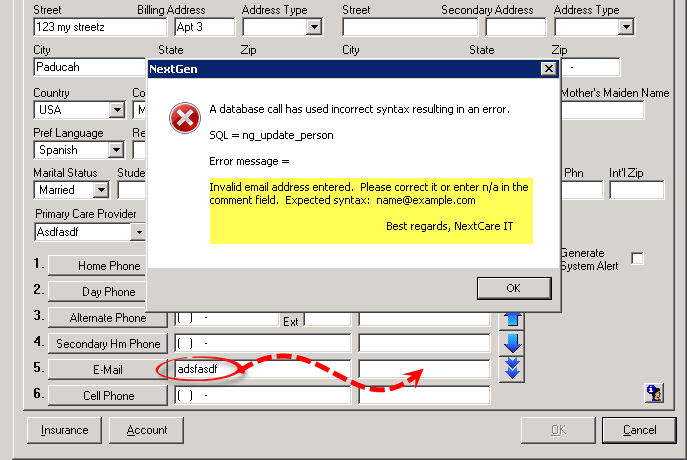 Street Billing Address Address Type Street Secondary Address Address Type
123 my streetz Apt 3
City State Zip City State Zip
Paducah -
NextGen
Country Co Mother's Maiden Name
USA M
A database call has used incorrect syntax resulting in an error.
Pref Language Re
SQL = ng_update_person
Spanish
Error message =
Marital Status Stude Phn Int'l Zip
Married
Invalid email address entered. Please correct it or enter n/a in the
comment field. Expected syntax: name@example.com
Primary Care Provider
Asdfasdf
Best regards, NextCare IT
1. Home Phone
Generate
System Alert
2. Day Phone
OK
3. Alternate Phone ( ) - Ext
4. Secondary Hm Phone ( ) -
5. E-Mail adsfasdf
6. Cell Phone ( ) -
Insurance Account OK Cancel